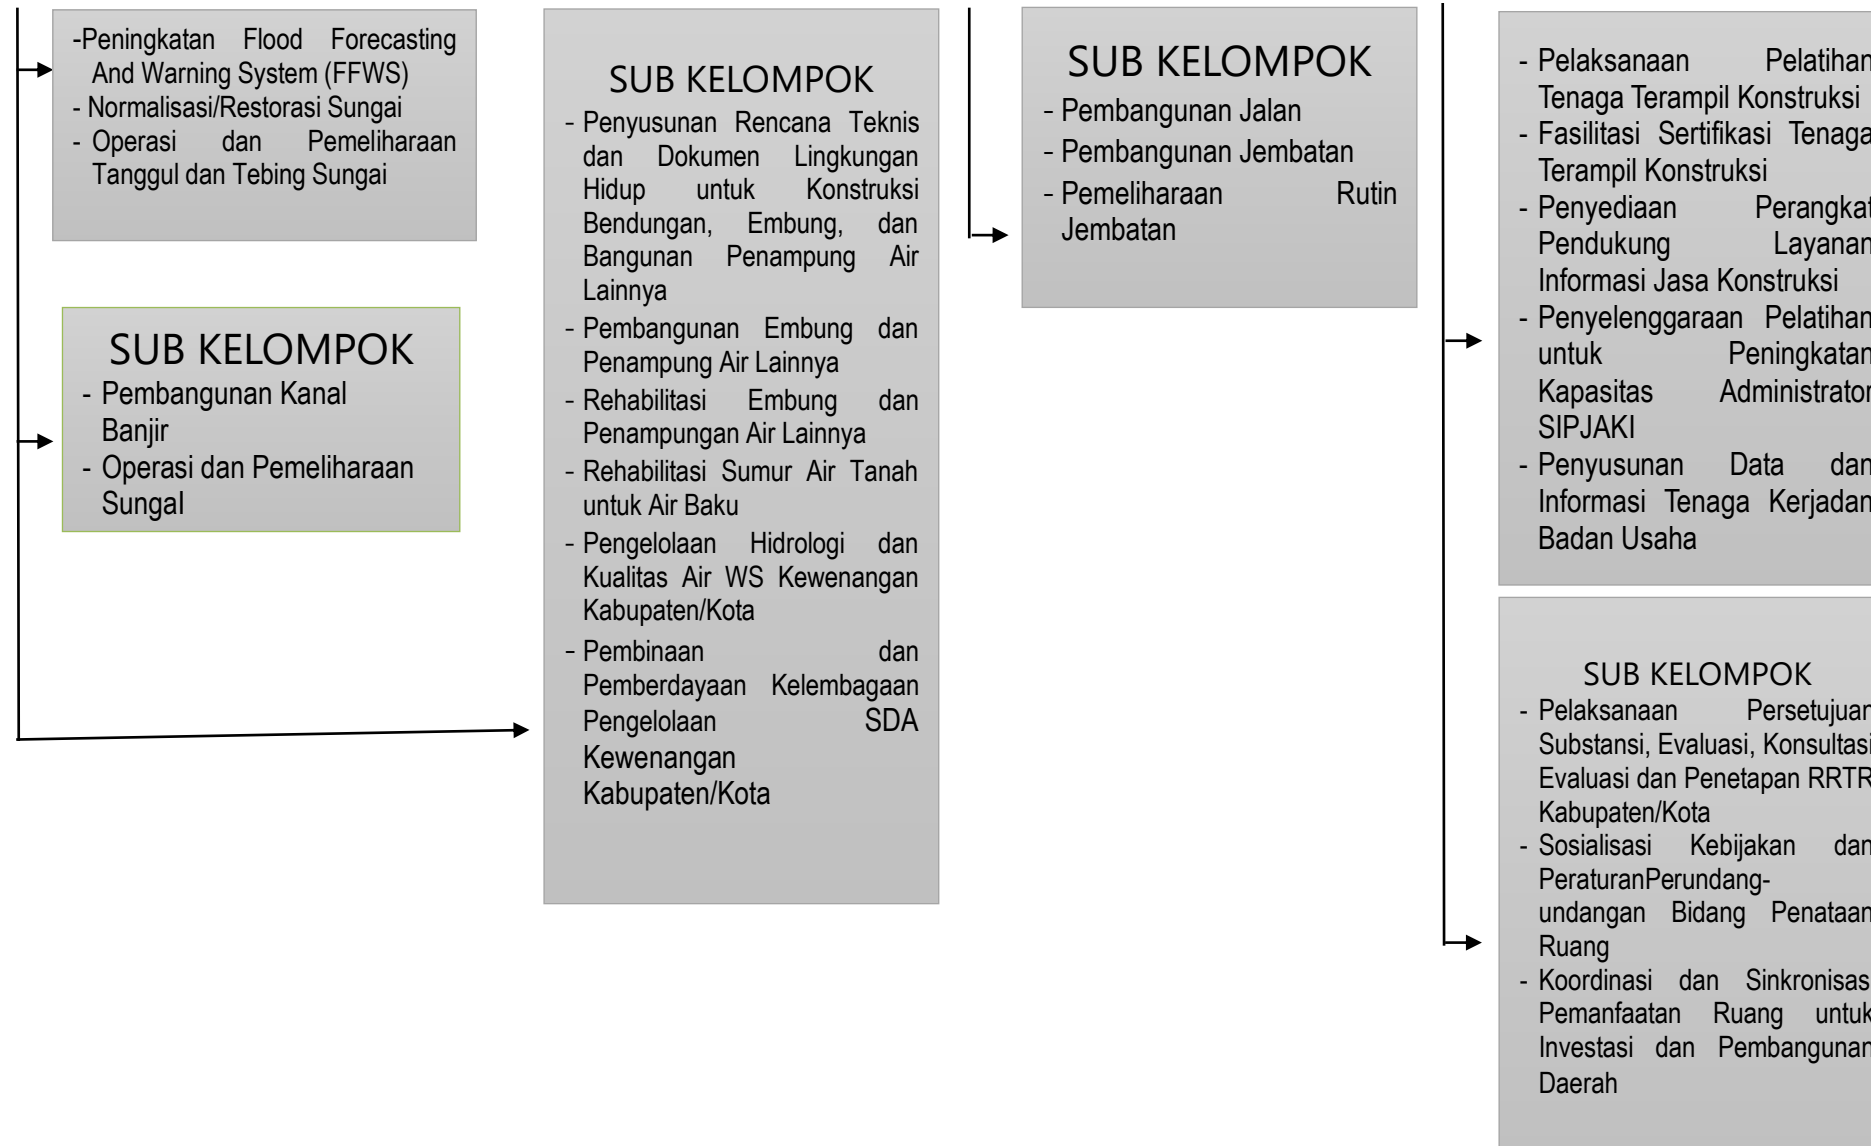 -Peningkatan Flood Forecasting
And Warning System (FFWS)
- Normalisasi/Restorasi Sungai
- Operasi dan Pemeliharaan
Tanggul dan Tebing Sungai
SUB KELOMPOK
- Pembangunan Kanal
Banjir
- Operasi dan Pemeliharaan
SungaI
SUB KELOMPOK
- Penyusunan Rencana Teknis
dan Dokumen Lingkungan
Hidup untuk Konstruksi
Bendungan, Embung, dan
Bangunan Penampung Air
Lainnya
- Pembangunan Embung dan
Penampung Air Lainnya
- Rehabilitasi Embung dan
Penampungan Air Lainnya
- Rehabilitasi Sumur Air Tanah
untuk Air Baku
- Pengelolaan Hidrologi dan
Kualitas Air WS Kewenangan
Kabupaten/Kota
- Pembinaan dan
Pemberdayaan Kelembagaan
Pengelolaan SDA
Kewenangan
Kabupaten/Kota
SUB KELOMPOK
- Pembangunan Jalan
- Pembangunan Jembatan
- Pemeliharaan Rutin
Jembatan
- Pelaksanaan Pelatihan
Tenaga Terampil Konstruksi
- Fasilitasi Sertifikasi Tenaga
Terampil Konstruksi
- Penyediaan Perangkat
Pendukung Layanan
Informasi Jasa Konstruksi
- Penyelenggaraan Pelatihan
untuk Peningkatan
Kapasitas Administrator
SIPJAKI
- Penyusunan Data dan
Informasi Tenaga Kerjadan
Badan Usaha
SUB KELOMPOK
- Pelaksanaan Persetujuan
Substansi, Evaluasi, Konsultasi
Evaluasi dan Penetapan RRTR
Kabupaten/Kota
- Sosialisasi Kebijakan dan
PeraturanPerundang-
undangan Bidang Penataan
Ruang
- Koordinasi dan Sinkronisasi
Pemanfaatan Ruang untuk
Investasi dan Pembangunan
Daerah